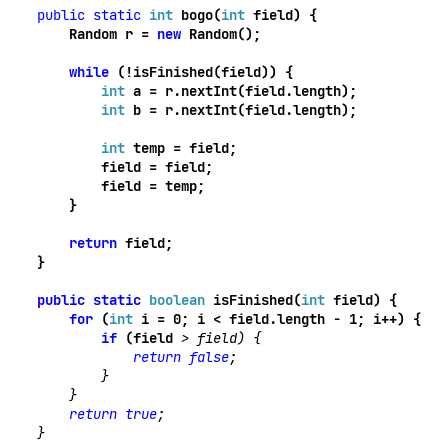 public static int bogo(int field) {
Random r = new Random();
while (!isFinished(field)) {
int a = r.nextInt(field.length);
int b = r.nextInt(field.length);
int temp = field;
field = field;
field = temp;
}
return field;
}
public static boolean isFinished(int field) {
for (int i = 0; i < field.length - 1; i++) {
if (field > field) {
return false;
}
}
return true;
}